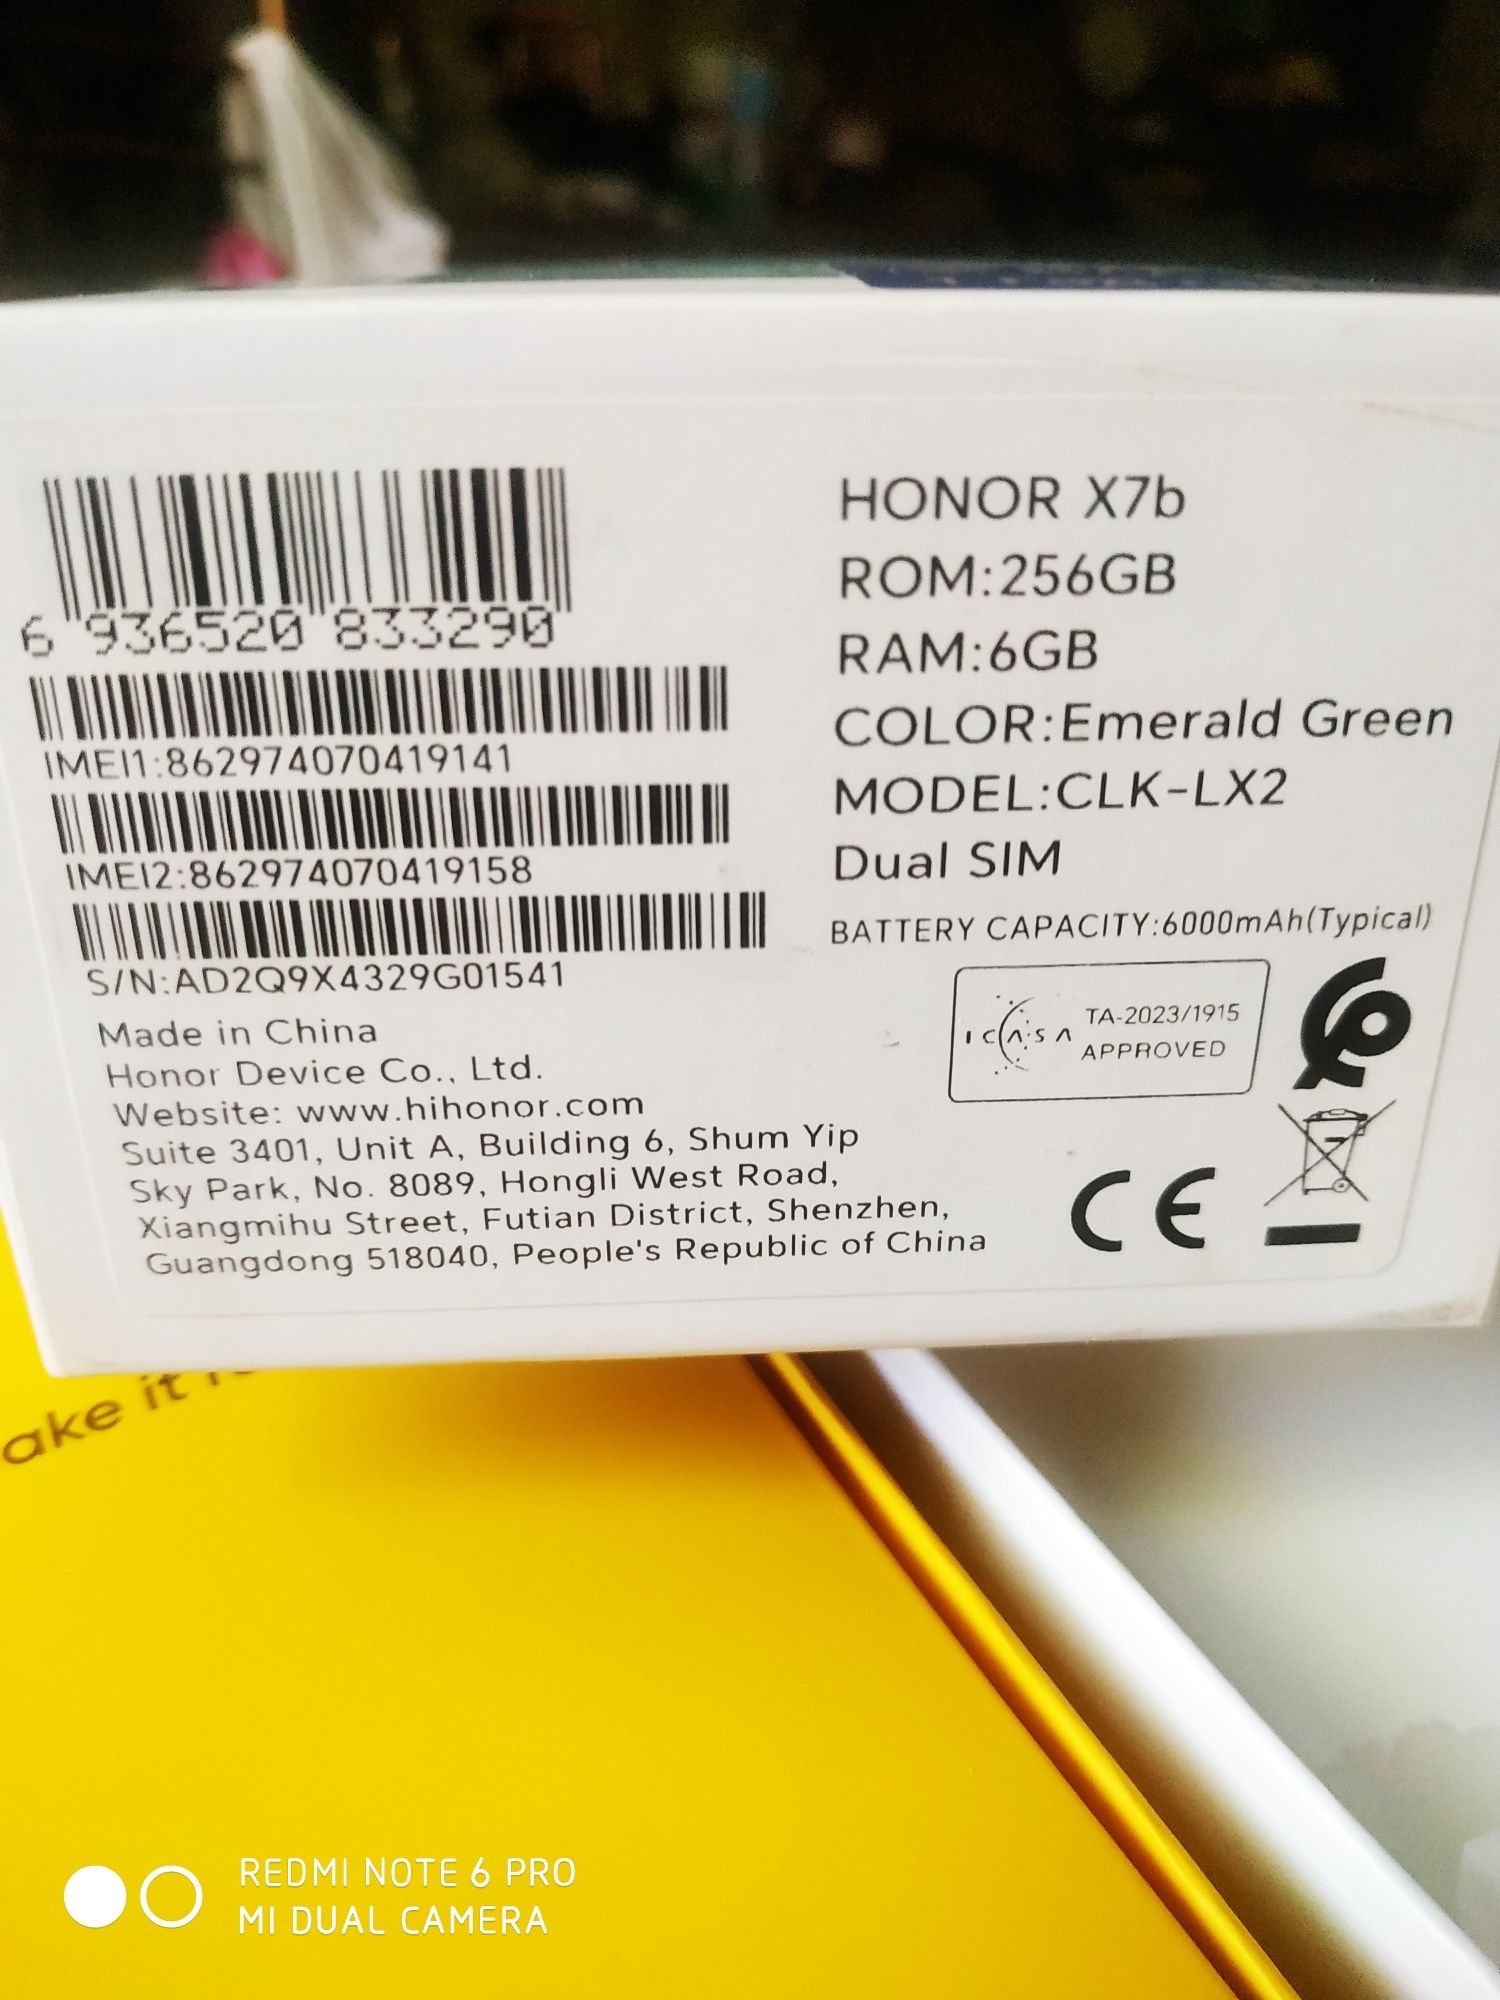 6 936520 833290
IMEI1:862974070419141
IMEI2:862974070419158
S/N:AD2Q9X4329G01541
Made in China
Honor Device Co., Ltd.
Website: www.hihonor.com
Suite 3401, Unit A, Building 6, Shum Yip
Sky Park, No. 8089, Hongli West Road,
Xiangmihu Street, Futian District, Shenzhen,
Guangdong 518040, People's Republic of China
HONOR X7b
ROM:256GB
RAM:6GB
COLOR:Emerald Green
MODEL:CLK-LX2
Dual SIM
BATTERY CAPACITY:6000mAh(Typical)
ICASA TA-2023/1915
APPROVED
CE
ake it
REDMI NOTE 6 PRO
MI DUAL CAMERA